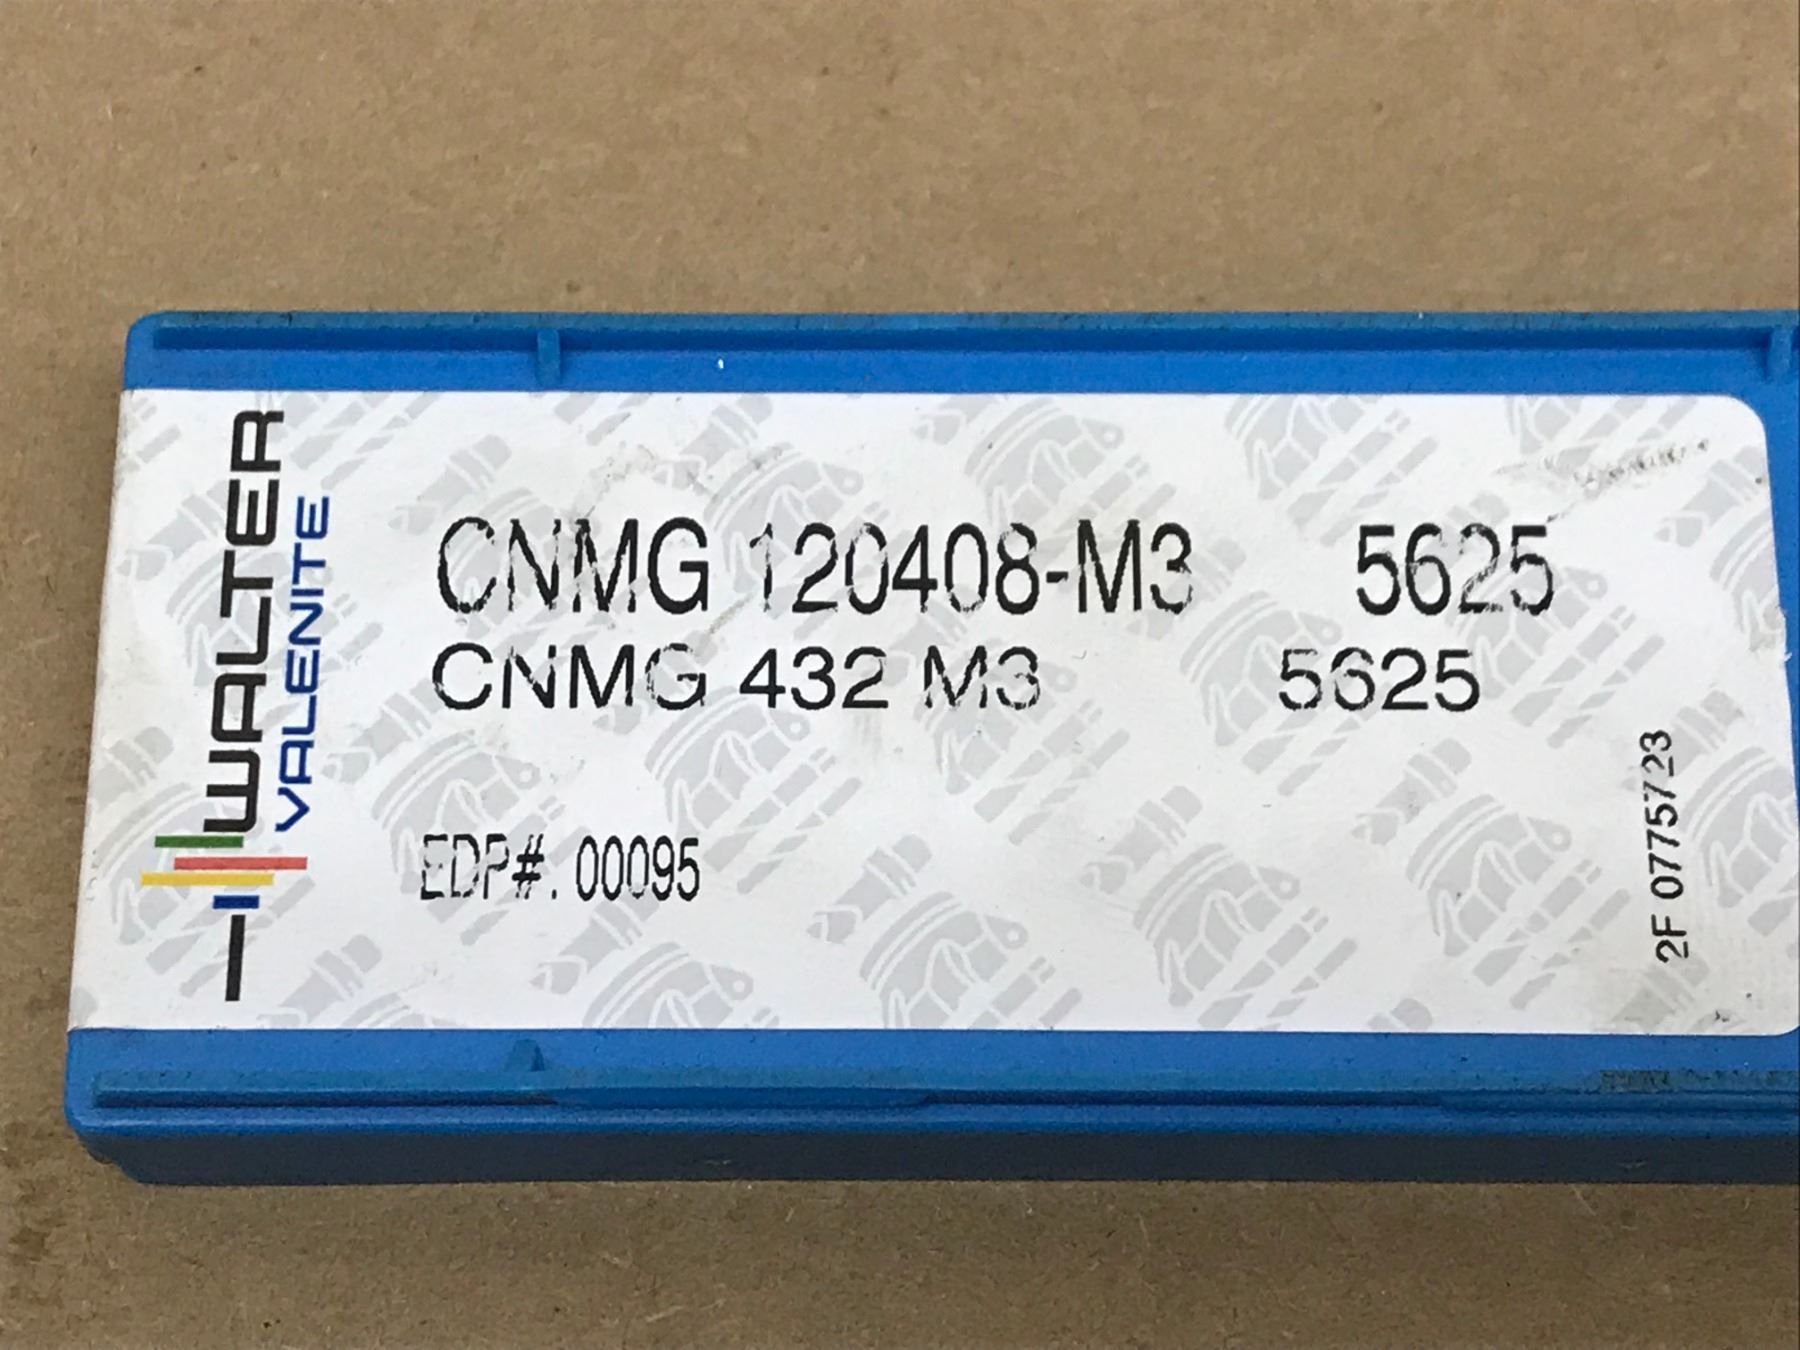 WALTER
VALENITE
CNMG 120408-M3 5625
CNMG 432 M3 5625
EDP#. 00095
2F 0775723